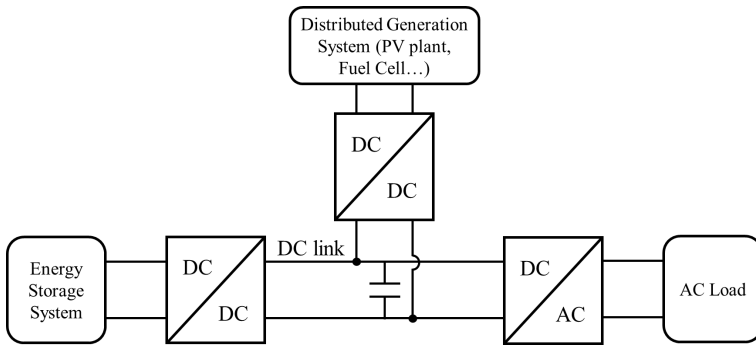 Distributed Generation
System (PV plant,
Fuel Cell…)
DC
DC
DC link
Energy
Storage
System
DC
DC
DC
AC
AC Load